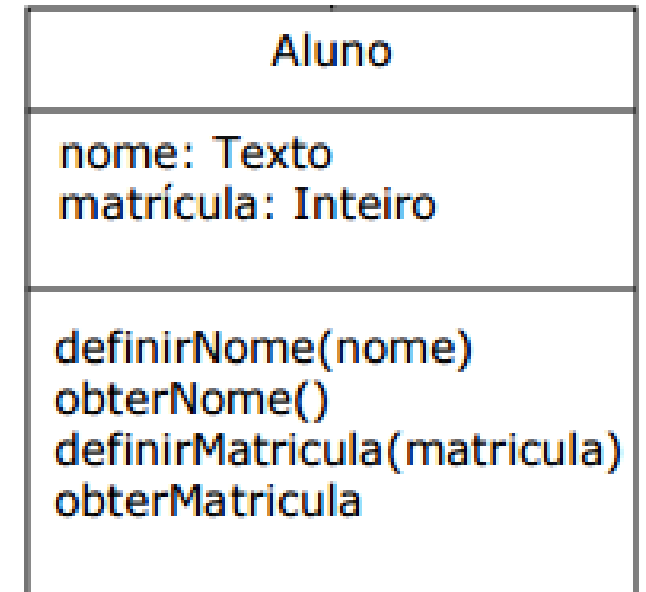 Aluno
nome: Texto
matrícula: Inteiro
definirNome(nome)
obterNome()
definirMatricula(matricula)
obterMatricula